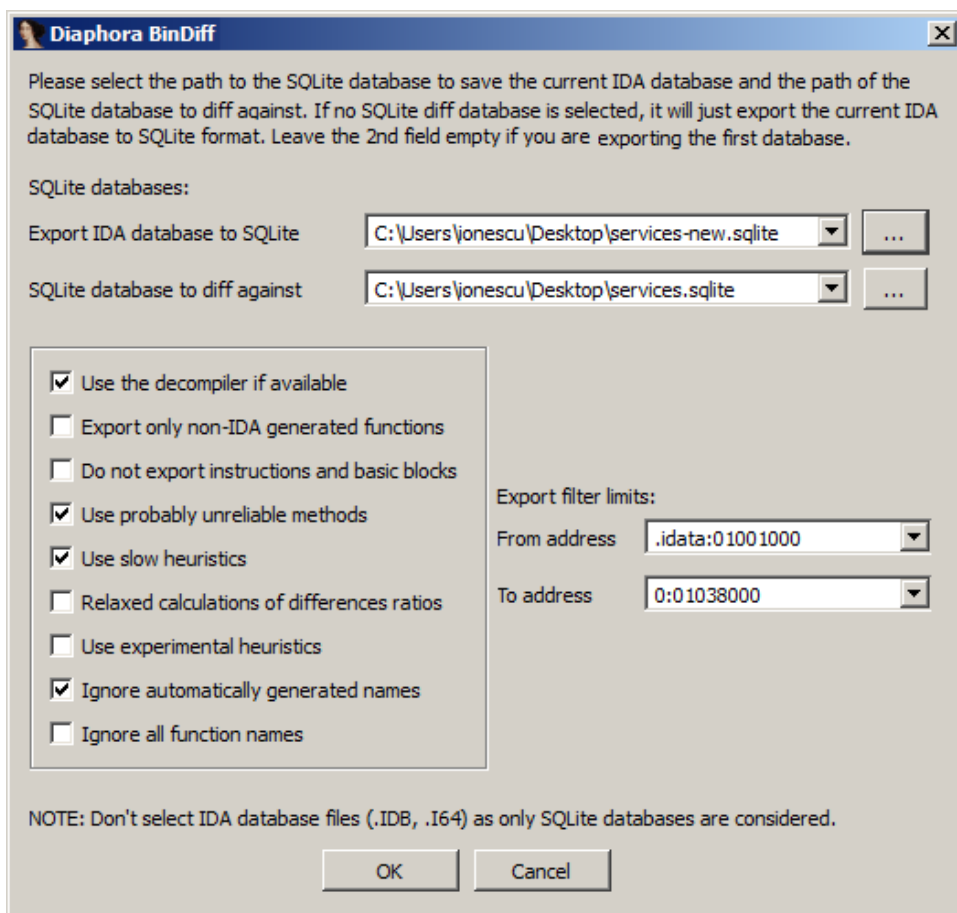 Diaphora BinDiff
Please select the path to the SQLite database to save the current IDA database and the path of the
SQLite database to diff against. If no SQLite diff database is selected, it will just export the current IDA
database to SQLite format. Leave the 2nd field empty if you are exporting the first database.
SQLite databases:
Export IDA database to SQLite C:\Users\ionescu\Desktop\services-new.sqlite ...
SQLite database to diff against C:\Users\ionescu\Desktop\services.sqlite ...
Use the decompiler if available
Export only non-IDA generated functions
Do not export instructions and basic blocks
Use probably unreliable methods
Use slow heuristics
Relaxed calculations of differences ratios
Use experimental heuristics
Ignore automatically generated names
Ignore all function names
Export filter limits:
From address .idata:01001000
To address 0:01038000
NOTE: Don't select IDA database files (.IDB, .I64) as only SQLite databases are considered.
OK Cancel